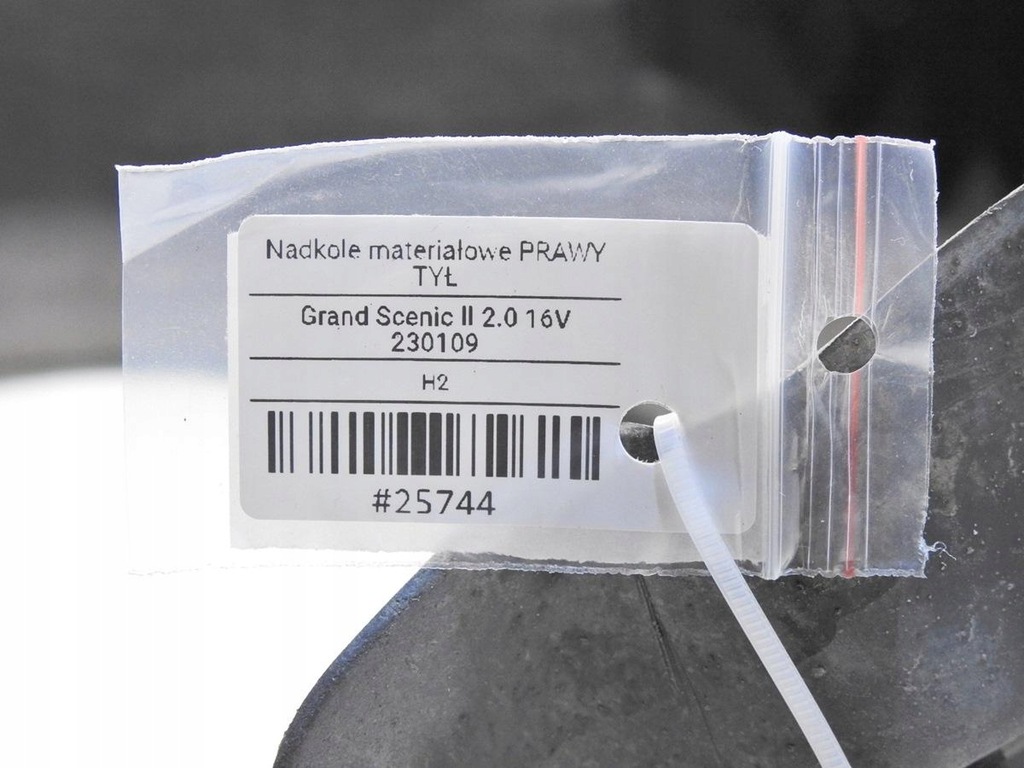 Nadkole materiałowe PRAWY
TYŁ
Grand Scenic II 2.0 16V
230109
H2
#25744